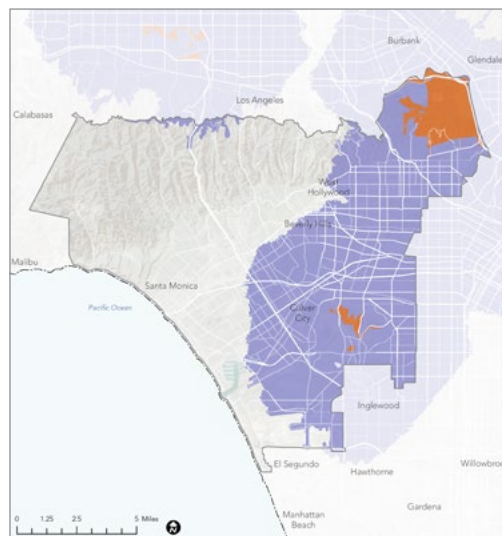 Burbank
Glendale
Los Angeles
Calabasas
West
Hollywood
Beverly Hills
Malibu
Santa Monica
Pacific Ocean
Culver
City
Inglewood
El Segundo
Hawthorne
Willowbro
Gardena
Manhattan
Beach
0 1.25 2.5 5 Miles